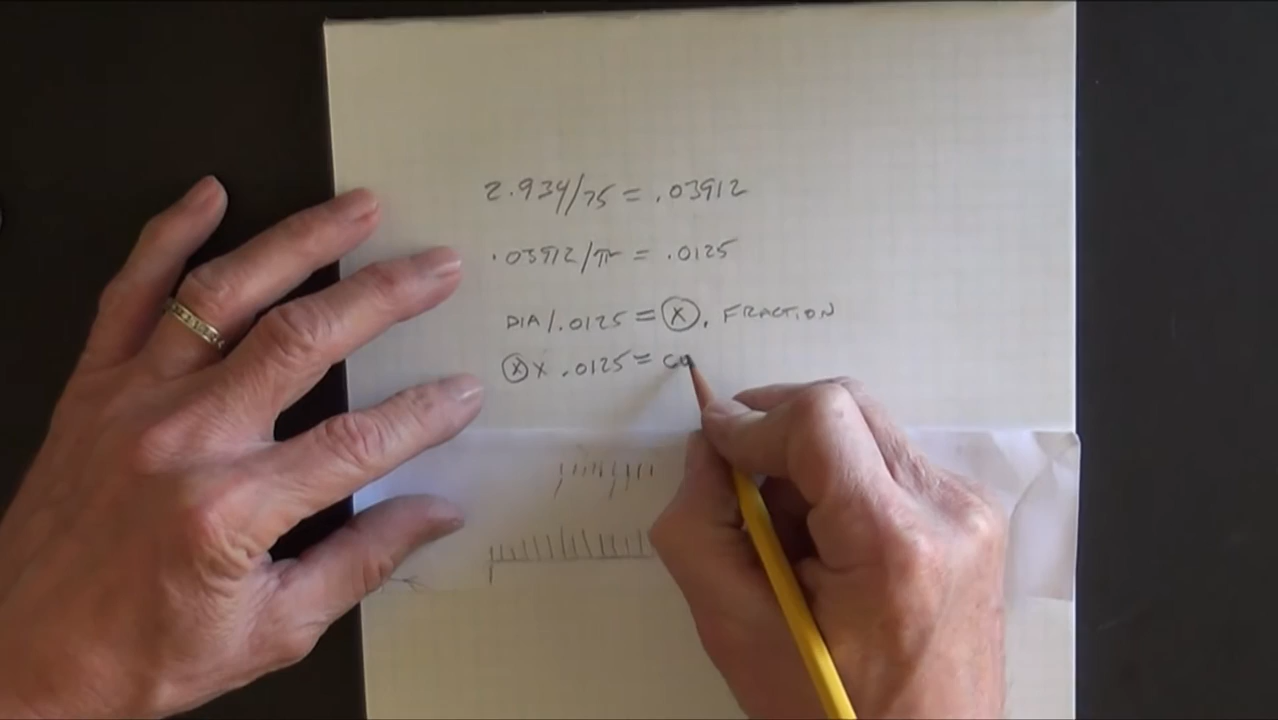 2.934/75 = .03912
.03912/π = .0125
DIA/.0125 = X . FRACTION
X X .0125 =